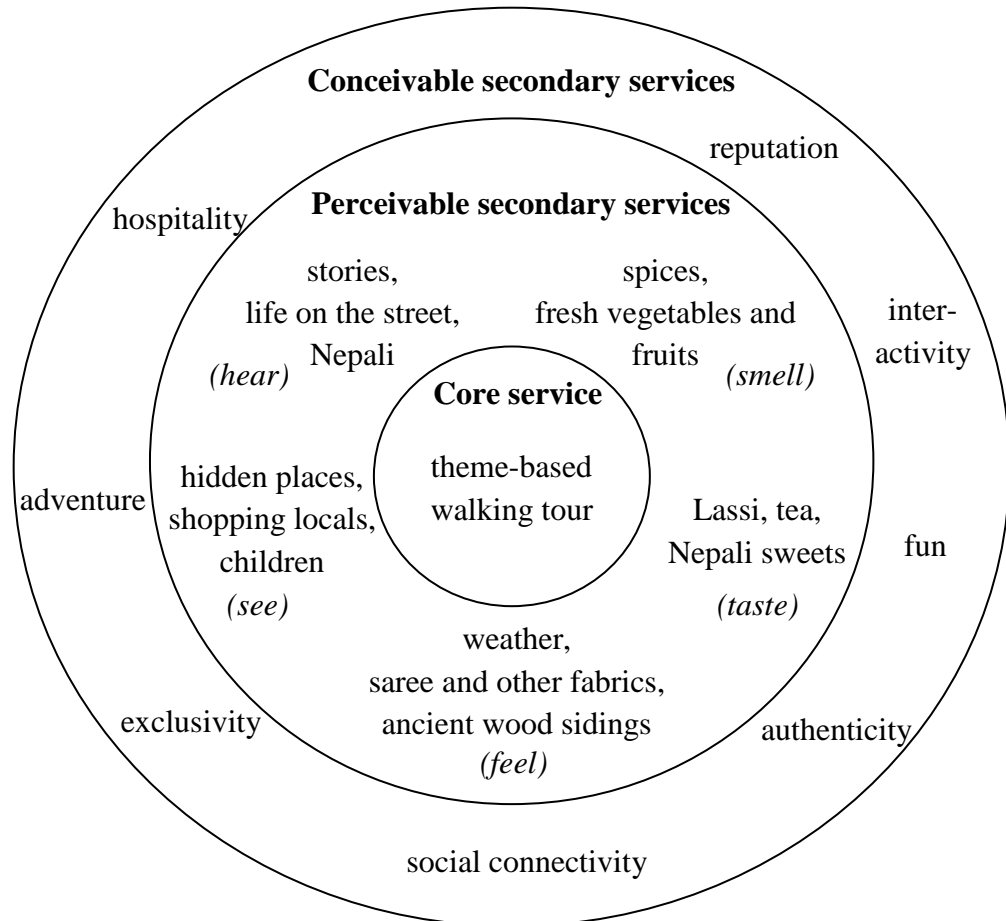 Conceivable secondary services
reputation
hospitality
Perceivable secondary services
stories,
life on the street,
Nepali
(hear)
spices,
fresh vegetables and
fruits
(smell)
inter-
activity
Core service
theme-based
walking tour
adventure
hidden places,
shopping locals,
children
(see)
Lassi, tea,
Nepali sweets
(taste)
fun
weather,
saree and other fabrics,
ancient wood sidings
(feel)
exclusivity
authenticity
social connectivity